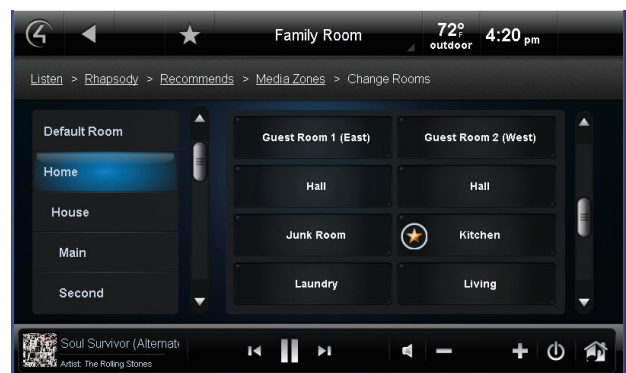 Family Room
72°F
outdoor
4:20 pm
Listen > Rhapsody > Recommends > Media Zones > Change Rooms
Default Room
Home
House
Main
Second
Guest Room 1 (East)
Guest Room 2 (West)
Hall
Hall
Junk Room
Kitchen
Laundry
Living
Soul Survivor (Alternat
Artist: The Rolling Stones